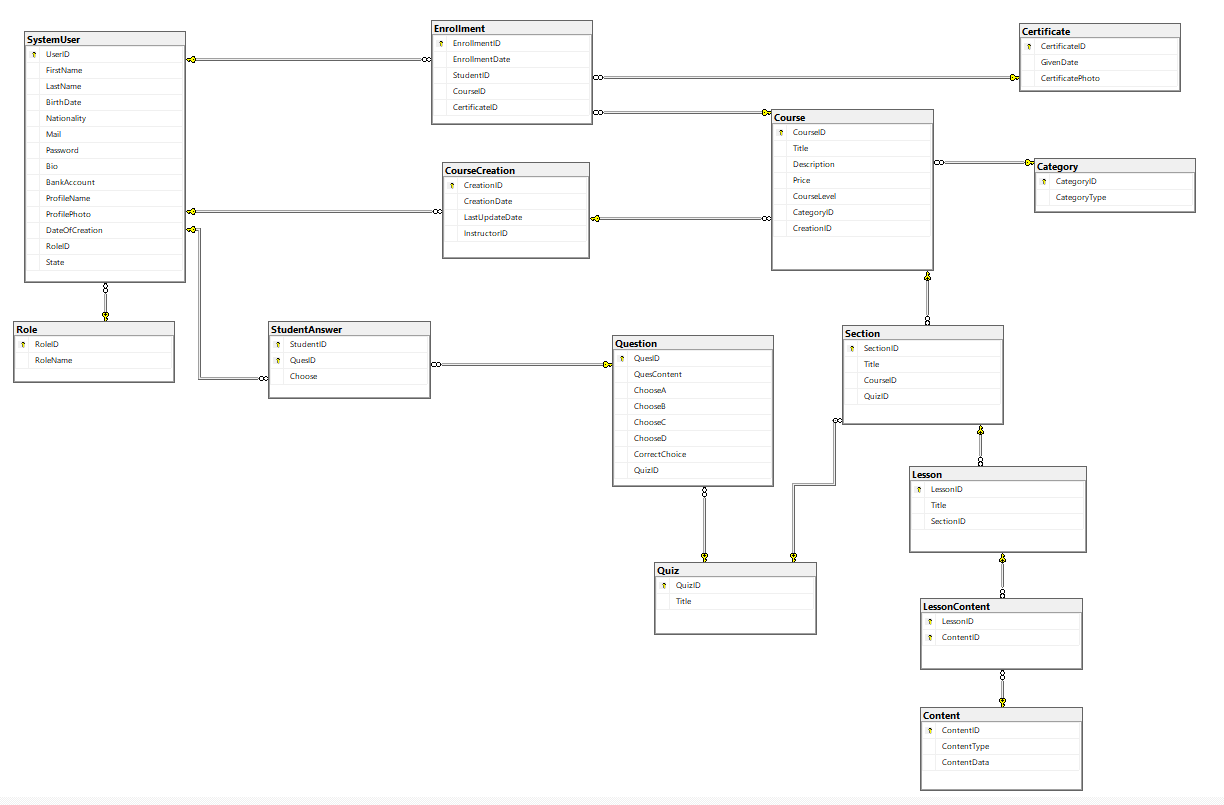 SystemUser
UserID
FirstName
LastName
BirthDate
Nationality
Mail
Password
Bio
BankAccount
ProfileName
ProfilePhoto
DateOfCreation
RoleID
State
Enrollment
EnrollmentID
EnrollmentDate
StudentID
CourseID
CertificateID
Certificate
CertificateID
GivenDate
CertificatePhoto
Course
CourseID
Title
Description
Price
CourseLevel
CategoryID
CreationID
CourseCreation
CreationID
CreationDate
LastUpdateDate
InstructorID
Category
CategoryID
CategoryType
Role
RoleID
RoleName
StudentAnswer
StudentID
QuesID
Choose
Question
QuesID
QuesContent
ChooseA
ChooseB
ChooseC
ChooseD
CorrectChoice
QuizID
Section
SectionID
Title
CourseID
QuizID
Lesson
LessonID
Title
SectionID
Quiz
QuizID
Title
LessonContent
LessonID
ContentID
Content
ContentID
ContentType
ContentData